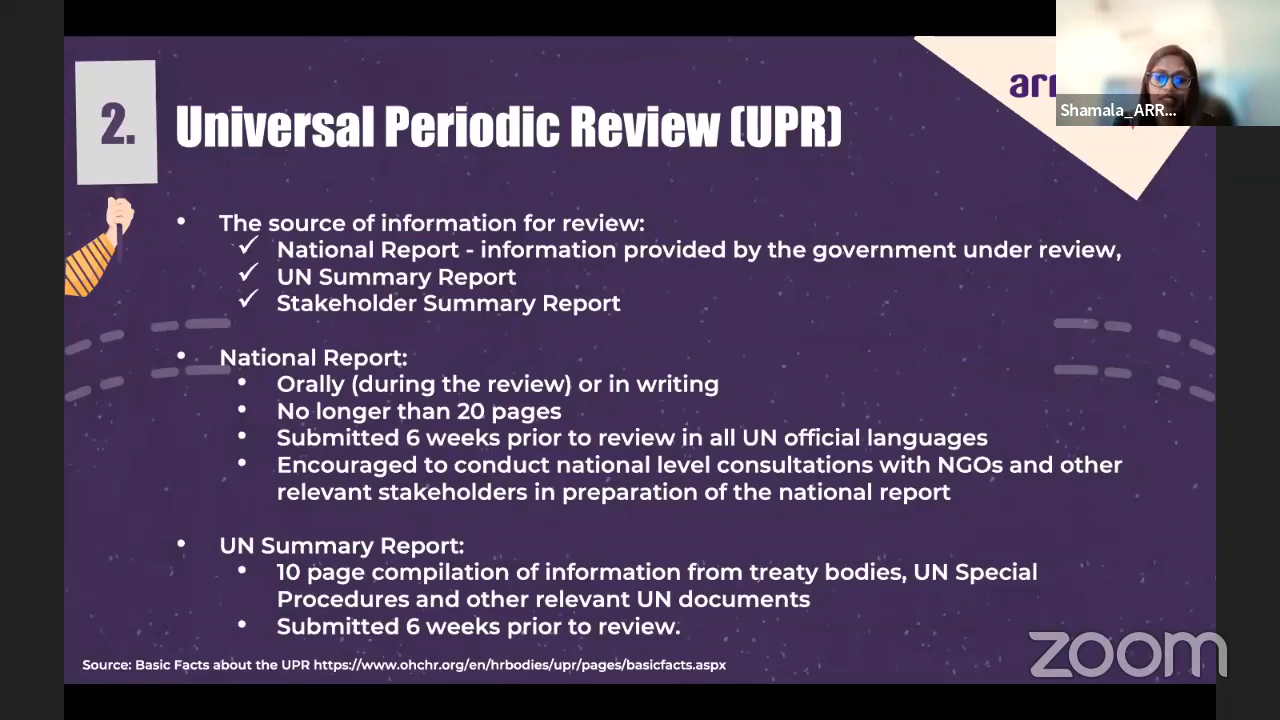 2.
Universal Periodic Review (UPR)
arr
Shamala_ARR...
• The source of information for review:
✓ National Report - information provided by the government under review,
✓ UN Summary Report
✓ Stakeholder Summary Report
• National Report:
• Orally (during the review) or in writing
• No longer than 20 pages
• Submitted 6 weeks prior to review in all UN official languages
• Encouraged to conduct national level consultations with NGOs and other
relevant stakeholders in preparation of the national report
• UN Summary Report:
• 10 page compilation of information from treaty bodies, UN Special
Procedures and other relevant UN documents
• Submitted 6 weeks prior to review.
Source: Basic Facts about the UPR https://www.ohchr.org/en/hrbodies/upr/pages/basicfacts.aspx
zoom